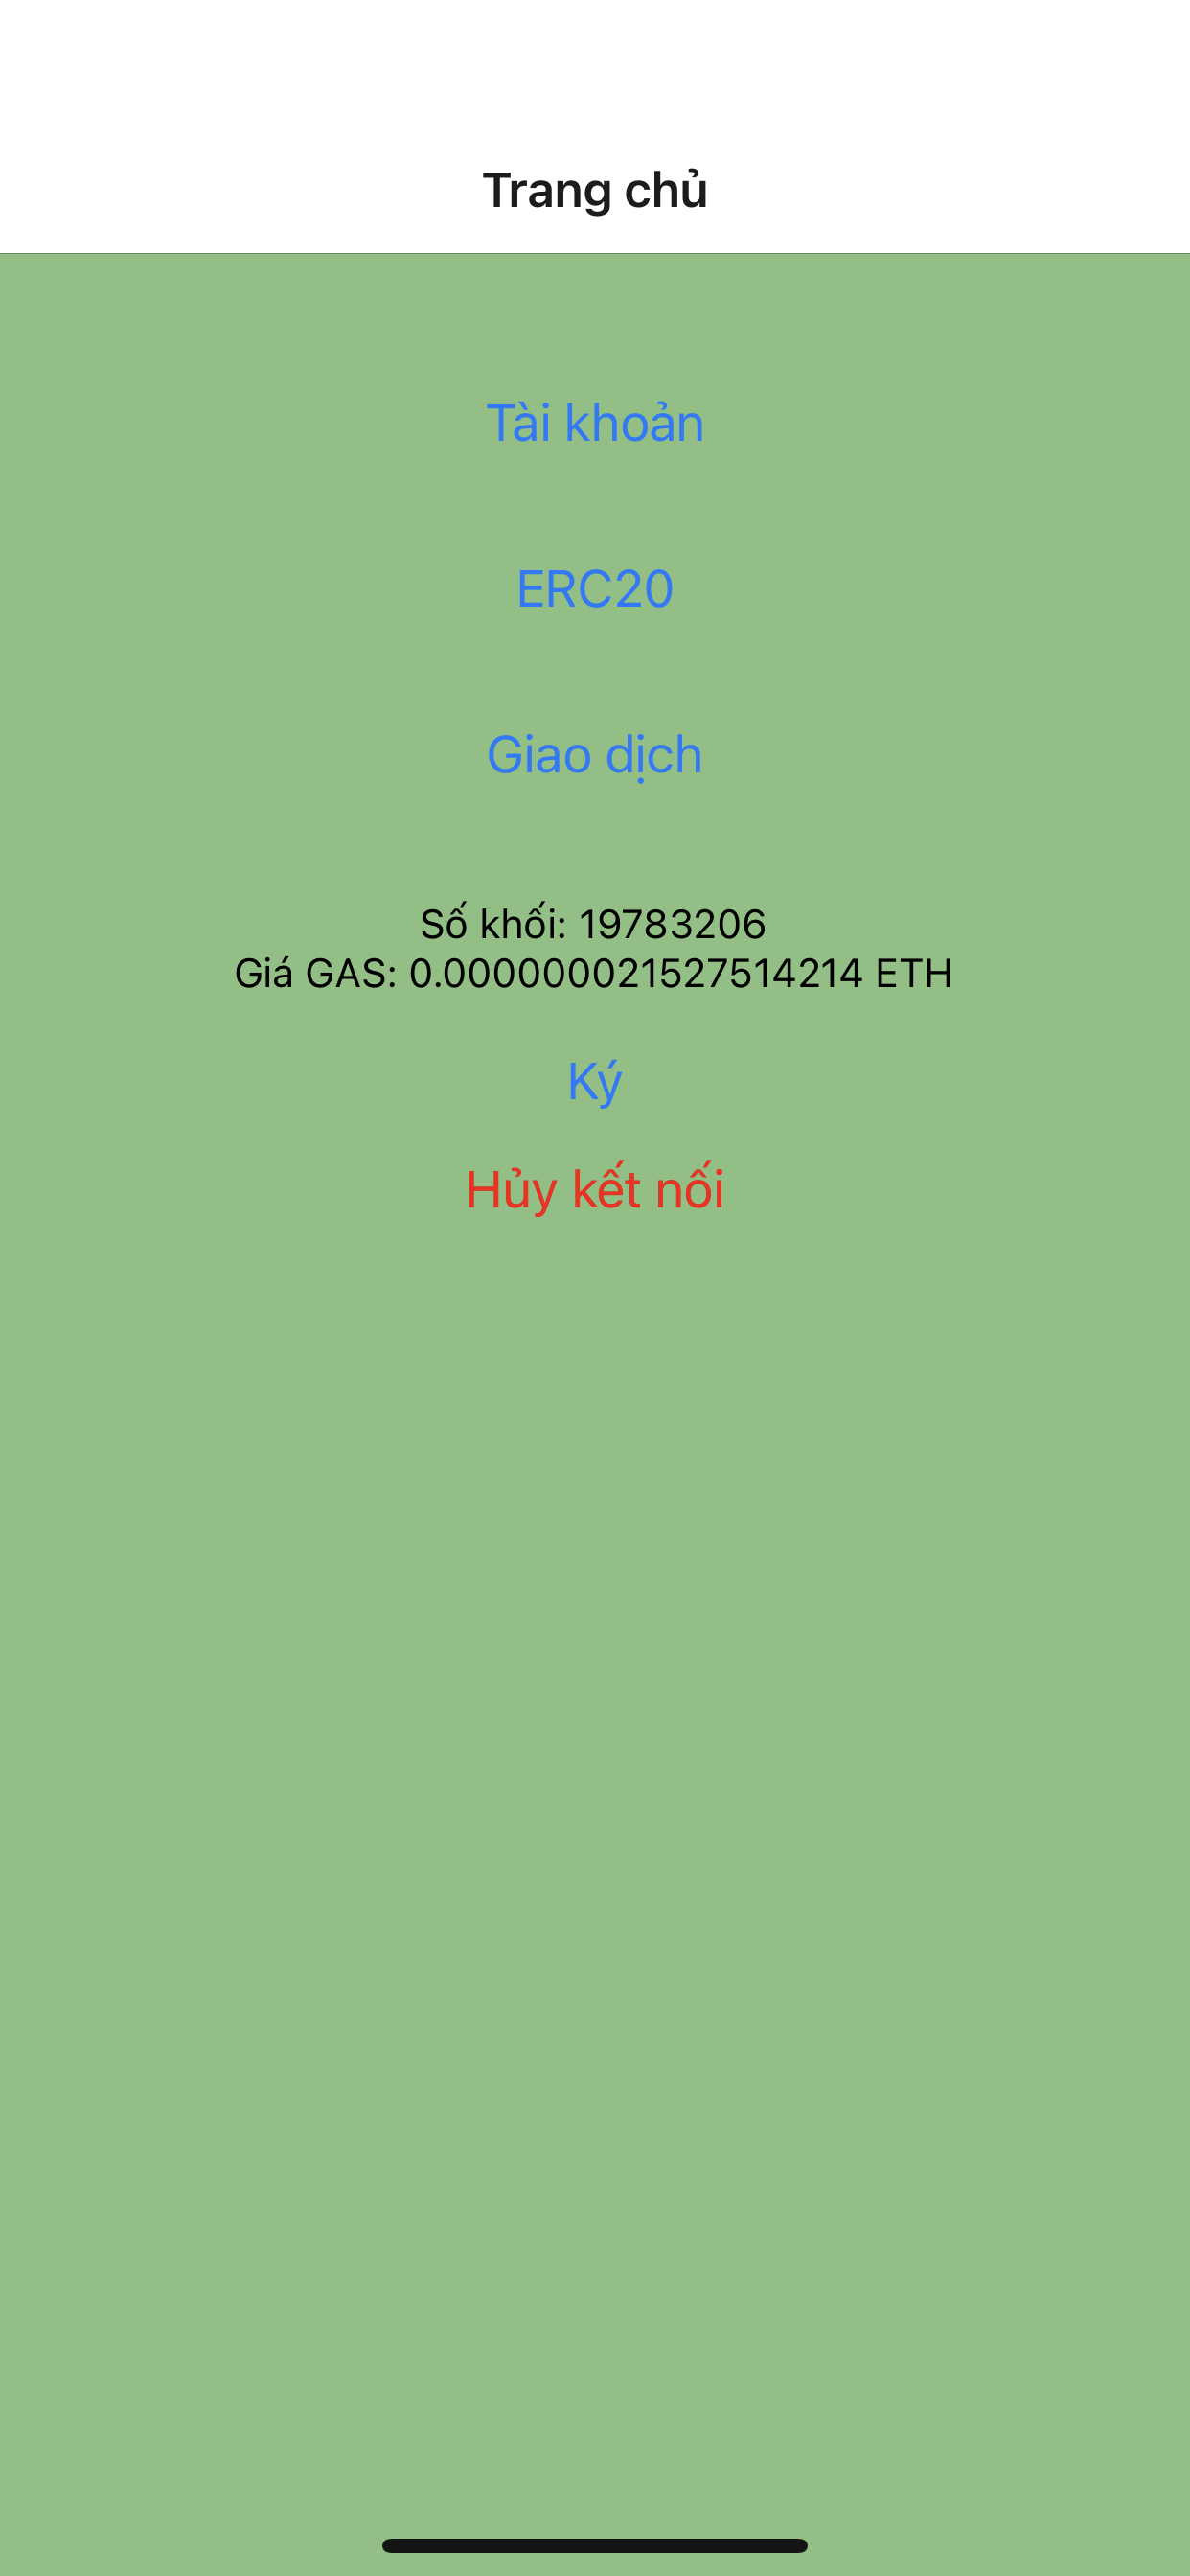 Trang chủ
Tài khoản
ERC20
Giao dịch
Số khối: 19783206
Giá GAS: 0.000000021527514214 ETH
Ký
Hủy kết nối